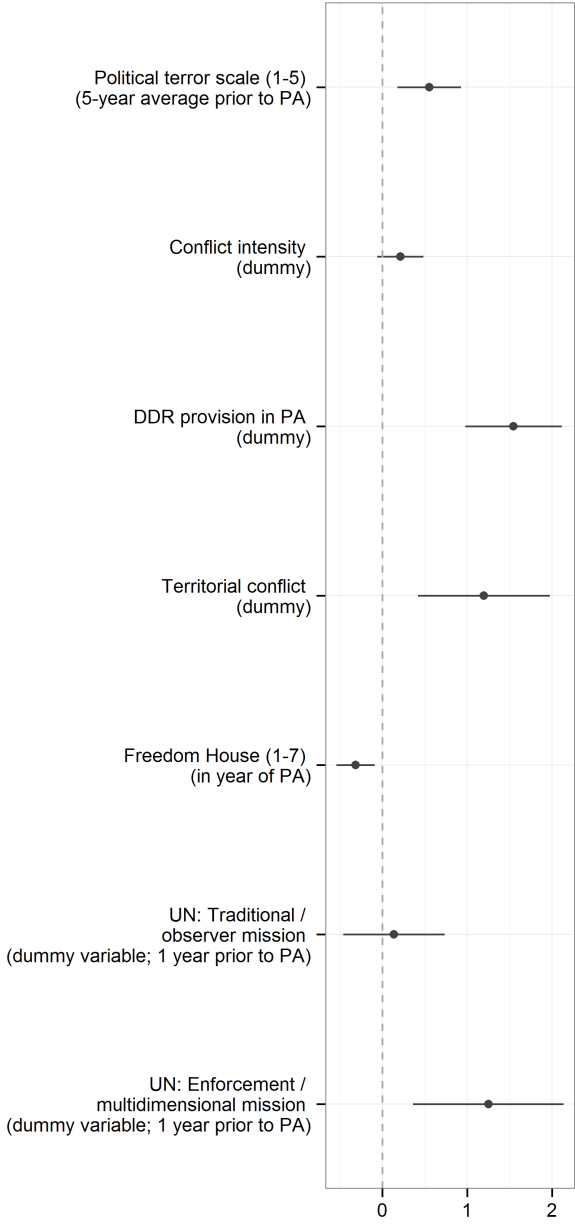 Political terror scale (1-5)
(5-year average prior to PA)
Conflict intensity
(dummy)
DDR provision in PA
(dummy)
Territorial conflict
(dummy)
Freedom House (1-7)
(in year of PA)
UN: Traditional /
observer mission
(dummy variable; 1 year prior to PA)
UN: Enforcement /
multidimensional mission
(dummy variable; 1 year prior to PA)
0 1 2